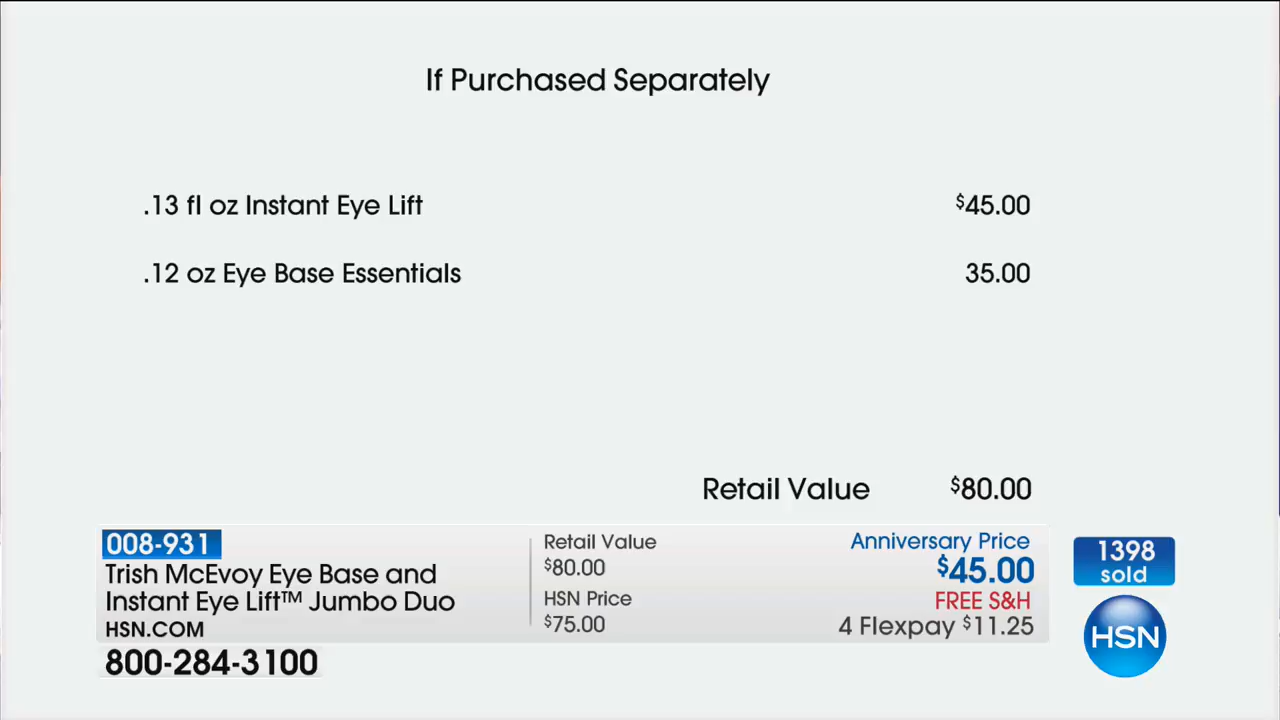 If Purchased Separately
.13 fl oz Instant Eye Lift $45.00
.12 oz Eye Base Essentials 35.00
Retail Value $80.00
008-931
Trish McEvoy Eye Base and
Instant Eye Lift™ Jumbo Duo
HSN.COM
800-284-3100
Retail Value
$80.00
HSN Price
$75.00
Anniversary Price
$45.00
FREE S&H
4 Flexpay $11.25
1398
sold
HSN